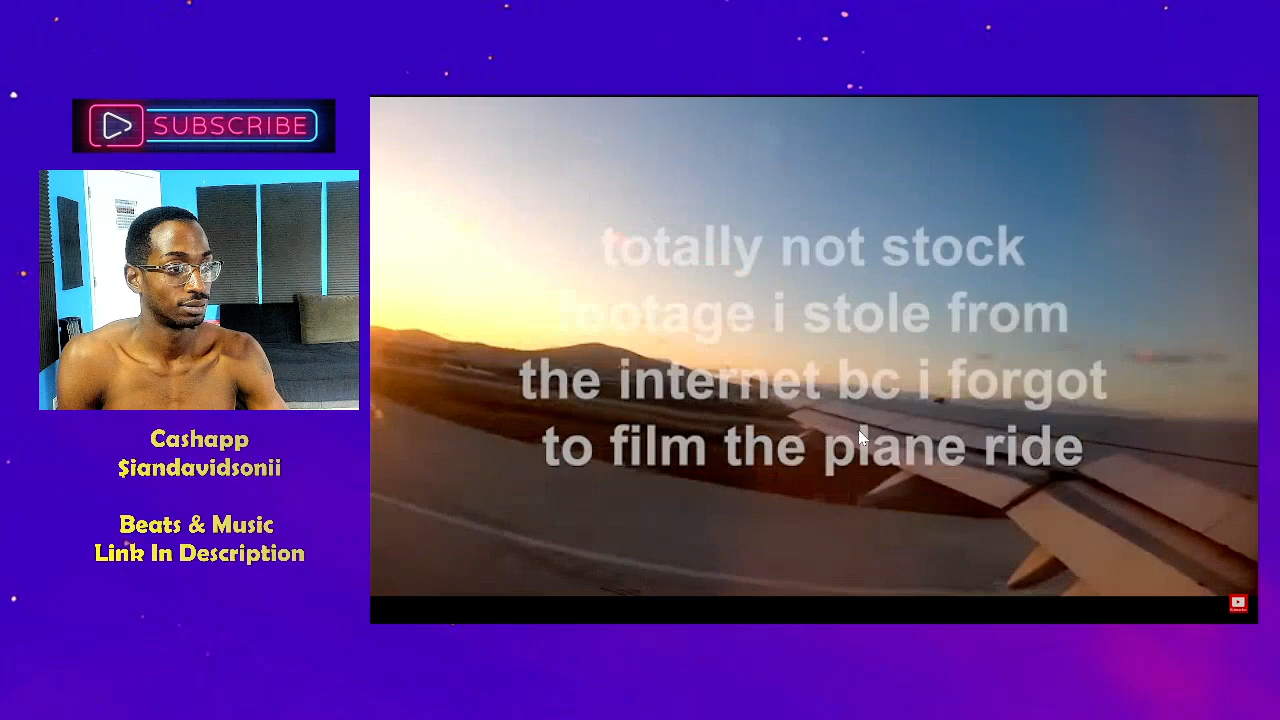 SUBSCRIBE
totally not stock
footage i stole from
the internet bc i forgot
to film the plane ride
Cashapp
$iandavidsonii
Beats & Music
Link In Description